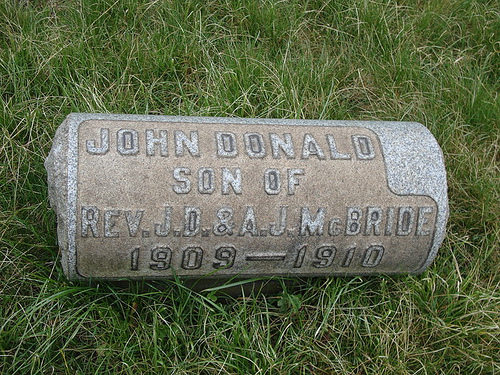 JOHN DONALD
SON OF
REV. J.D. & A.J. McBRIDE
1909—1910